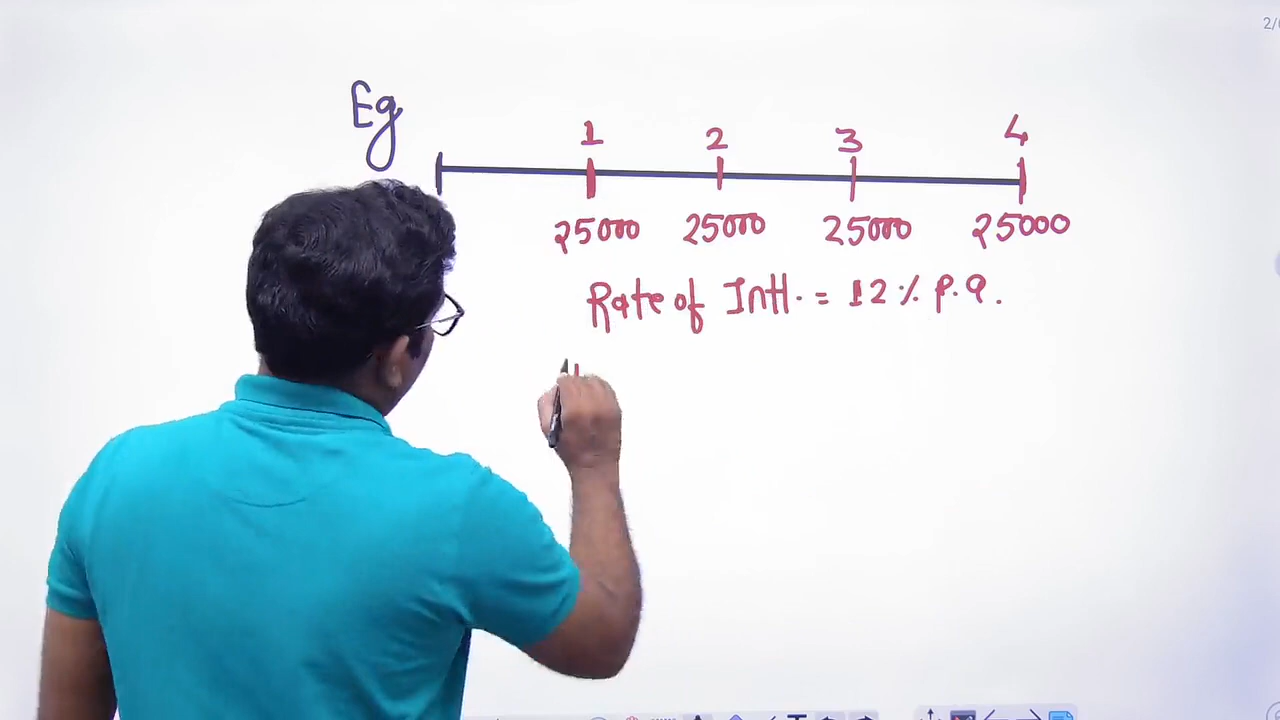 Eg
1 2 3 4
25000 25000 25000 25000
Rate of Intt. = 12% p.a.